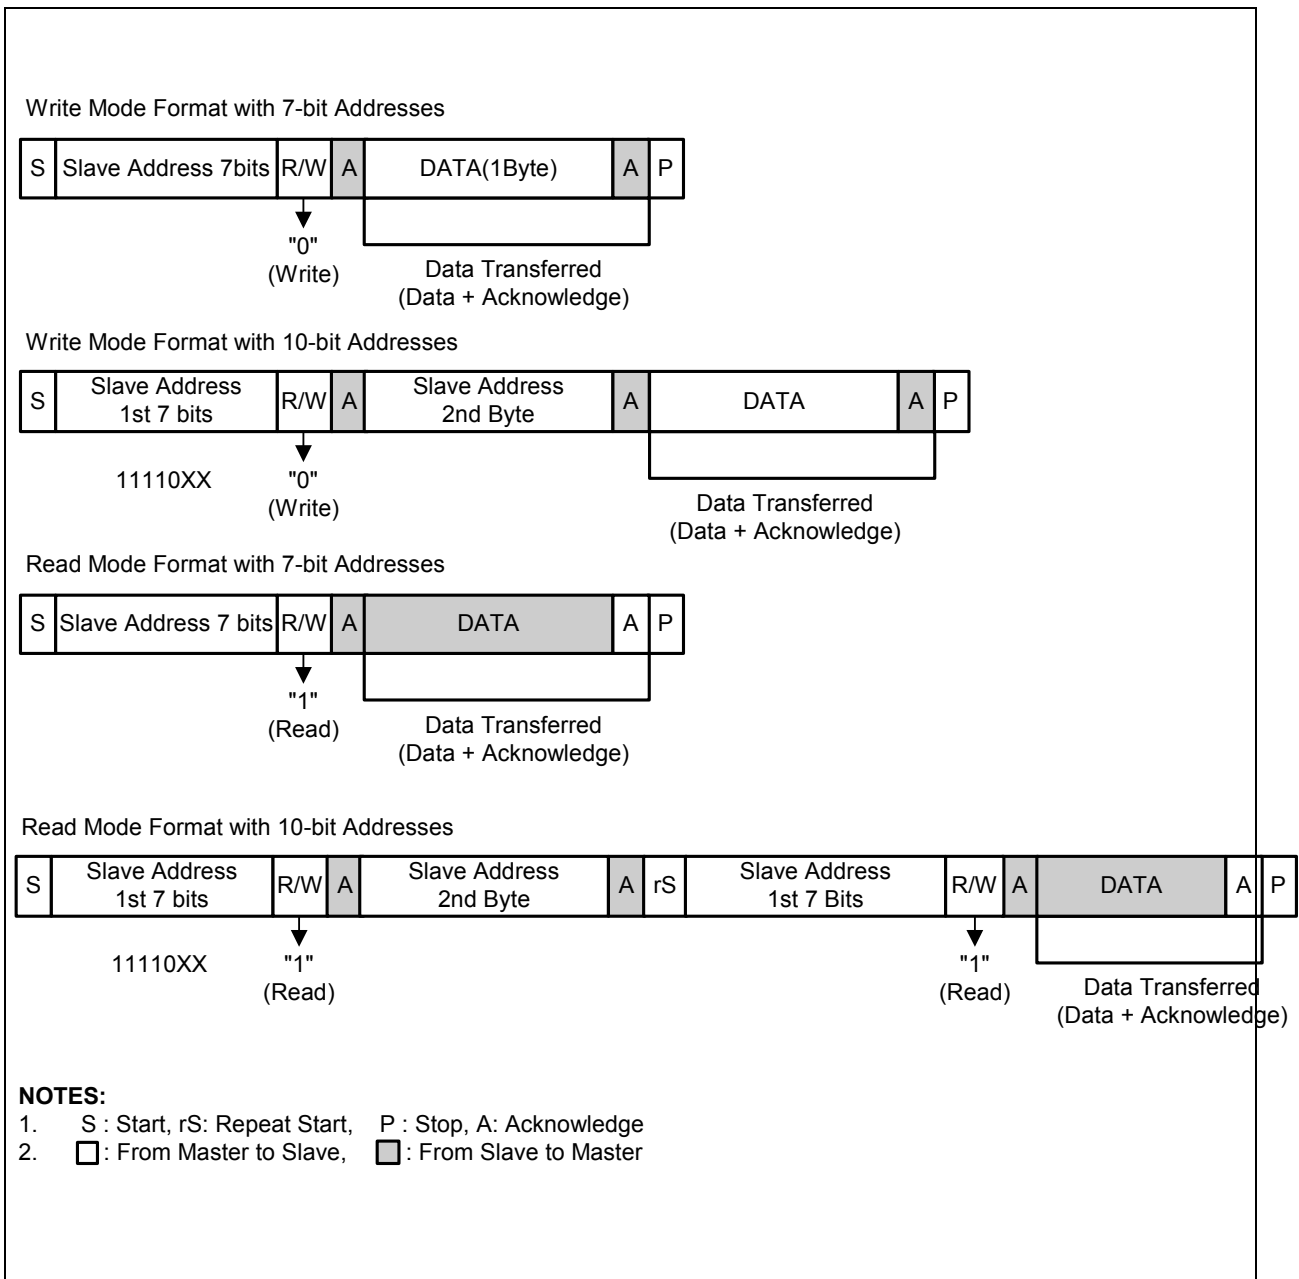 Write Mode Format with 7-bit Addresses
S Slave Address 7bits R/W A DATA(1Byte) A P
"0"
(Write)
Data Transferred
(Data + Acknowledge)
Write Mode Format with 10-bit Addresses
S Slave Address 1st 7 bits R/W A Slave Address 2nd Byte A DATA A P
11110XX "0"
(Write)
Data Transferred
(Data + Acknowledge)
Read Mode Format with 7-bit Addresses
S Slave Address 7 bits R/W A DATA A P
"1"
(Read)
Data Transferred
(Data + Acknowledge)
Read Mode Format with 10-bit Addresses
S Slave Address 1st 7 bits R/W A Slave Address 2nd Byte A rS Slave Address 1st 7 Bits R/W A DATA A P
11110XX "1" "1"
(Read) (Read)
Data Transferred
(Data + Acknowledge)
NOTES:
1. S : Start, rS: Repeat Start, P : Stop, A: Acknowledge
2. : From Master to Slave, : From Slave to Master